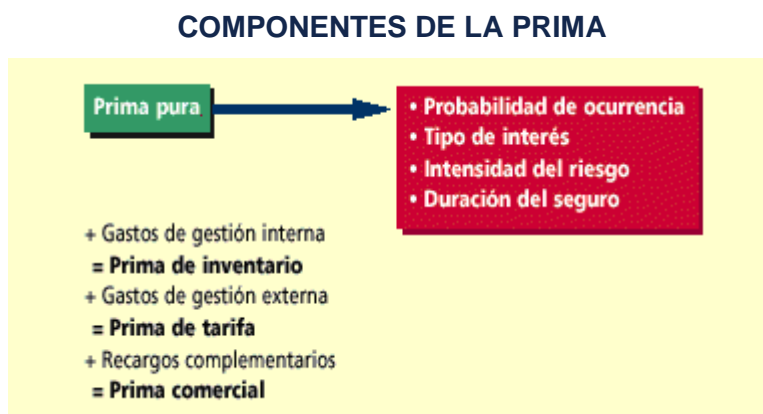 COMPONENTES DE LA PRIMA
Prima pura
• Probabilidad de ocurrencia
• Tipo de interés
• Intensidad del riesgo
• Duración del seguro
+ Gastos de gestión interna
= Prima de inventario
+ Gastos de gestión externa
= Prima de tarifa
+ Recargos complementarios
= Prima comercial